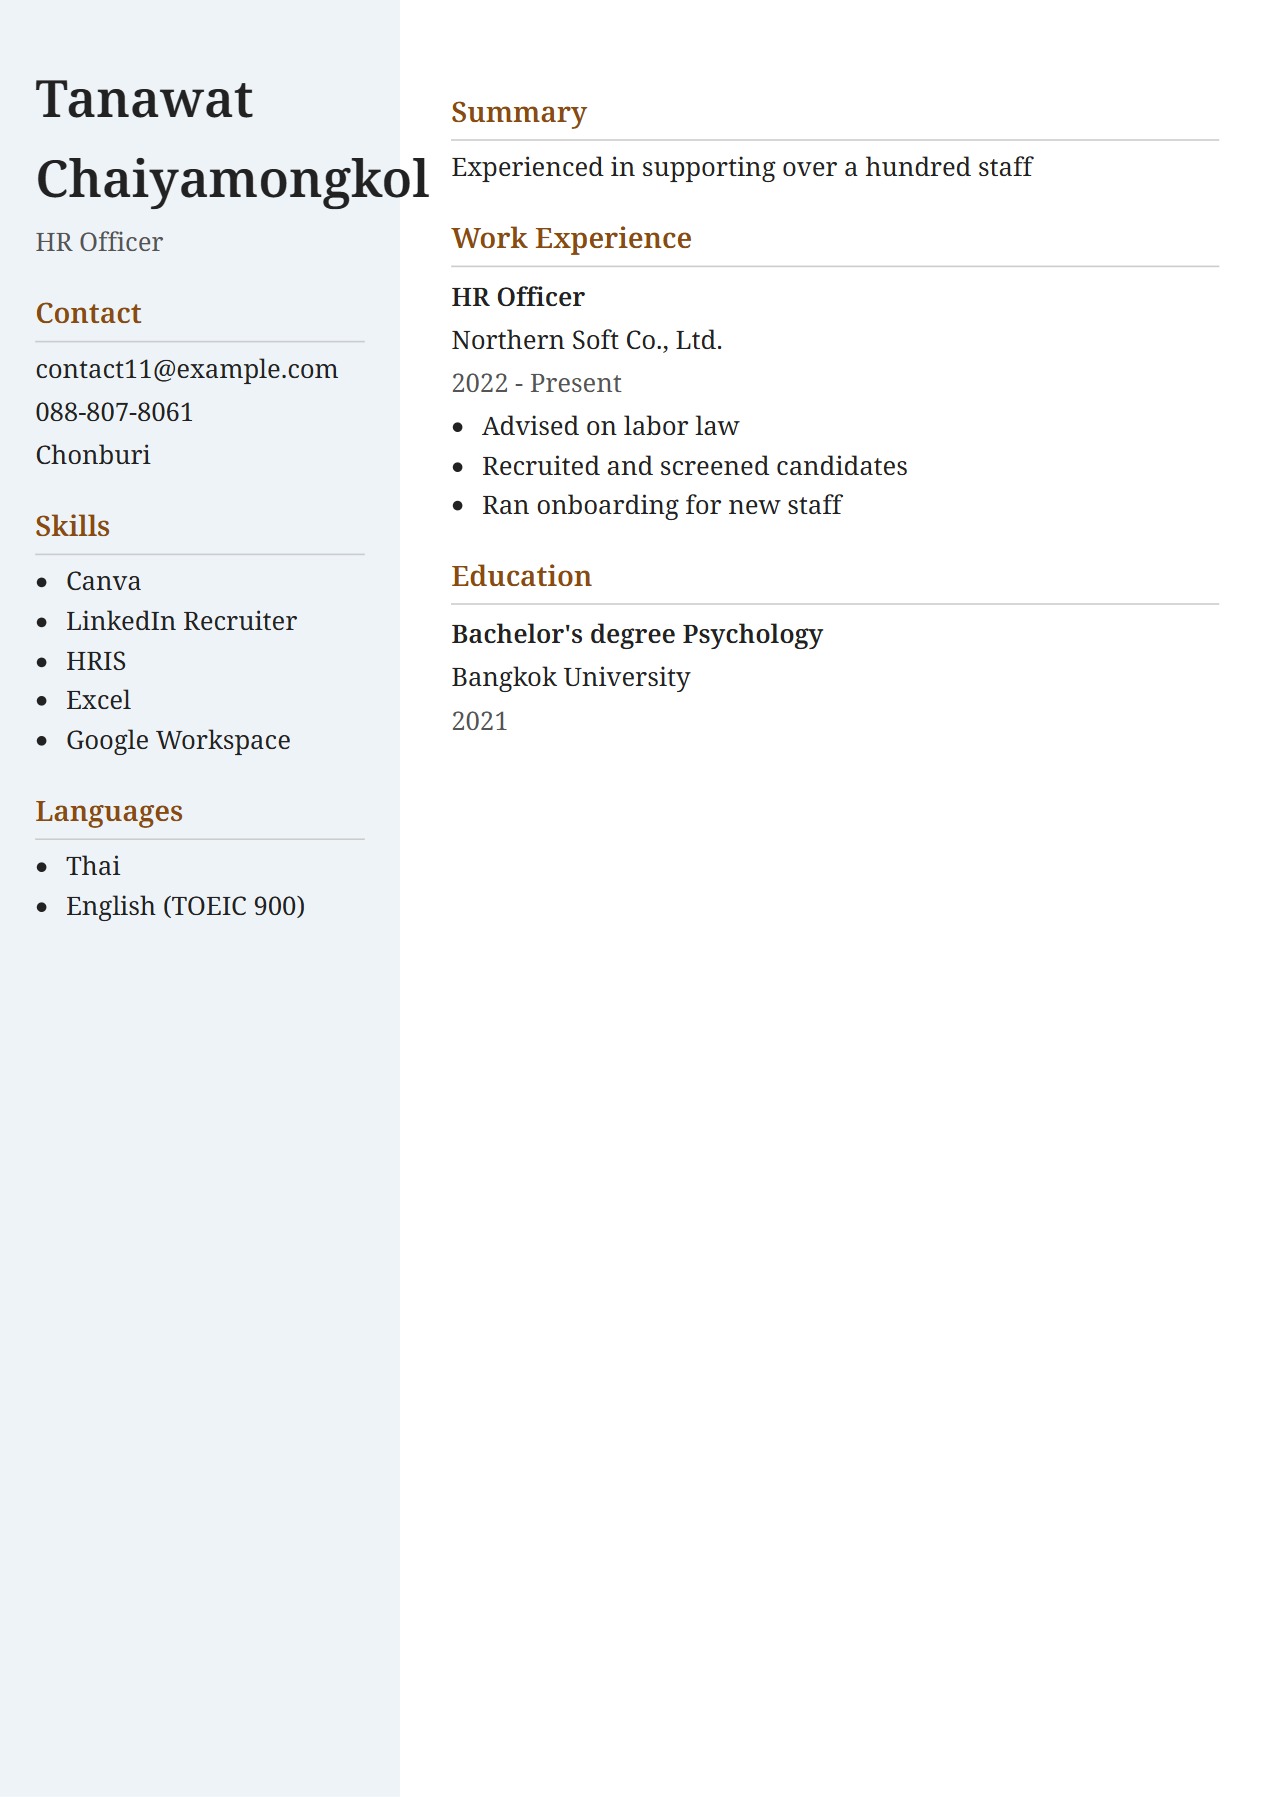 Tanawat
Chaiyamongkol
HR Officer
Contact
contact11@example.com
088-807-8061
Chonburi
Skills
• Canva
• LinkedIn Recruiter
• HRIS
• Excel
• Google Workspace
Languages
• Thai
• English (TOEIC 900)
Summary
Experienced in supporting over a hundred staff
Work Experience
HR Officer
Northern Soft Co., Ltd.
2022 - Present
• Advised on labor law
• Recruited and screened candidates
• Ran onboarding for new staff
Education
Bachelor's degree Psychology
Bangkok University
2021